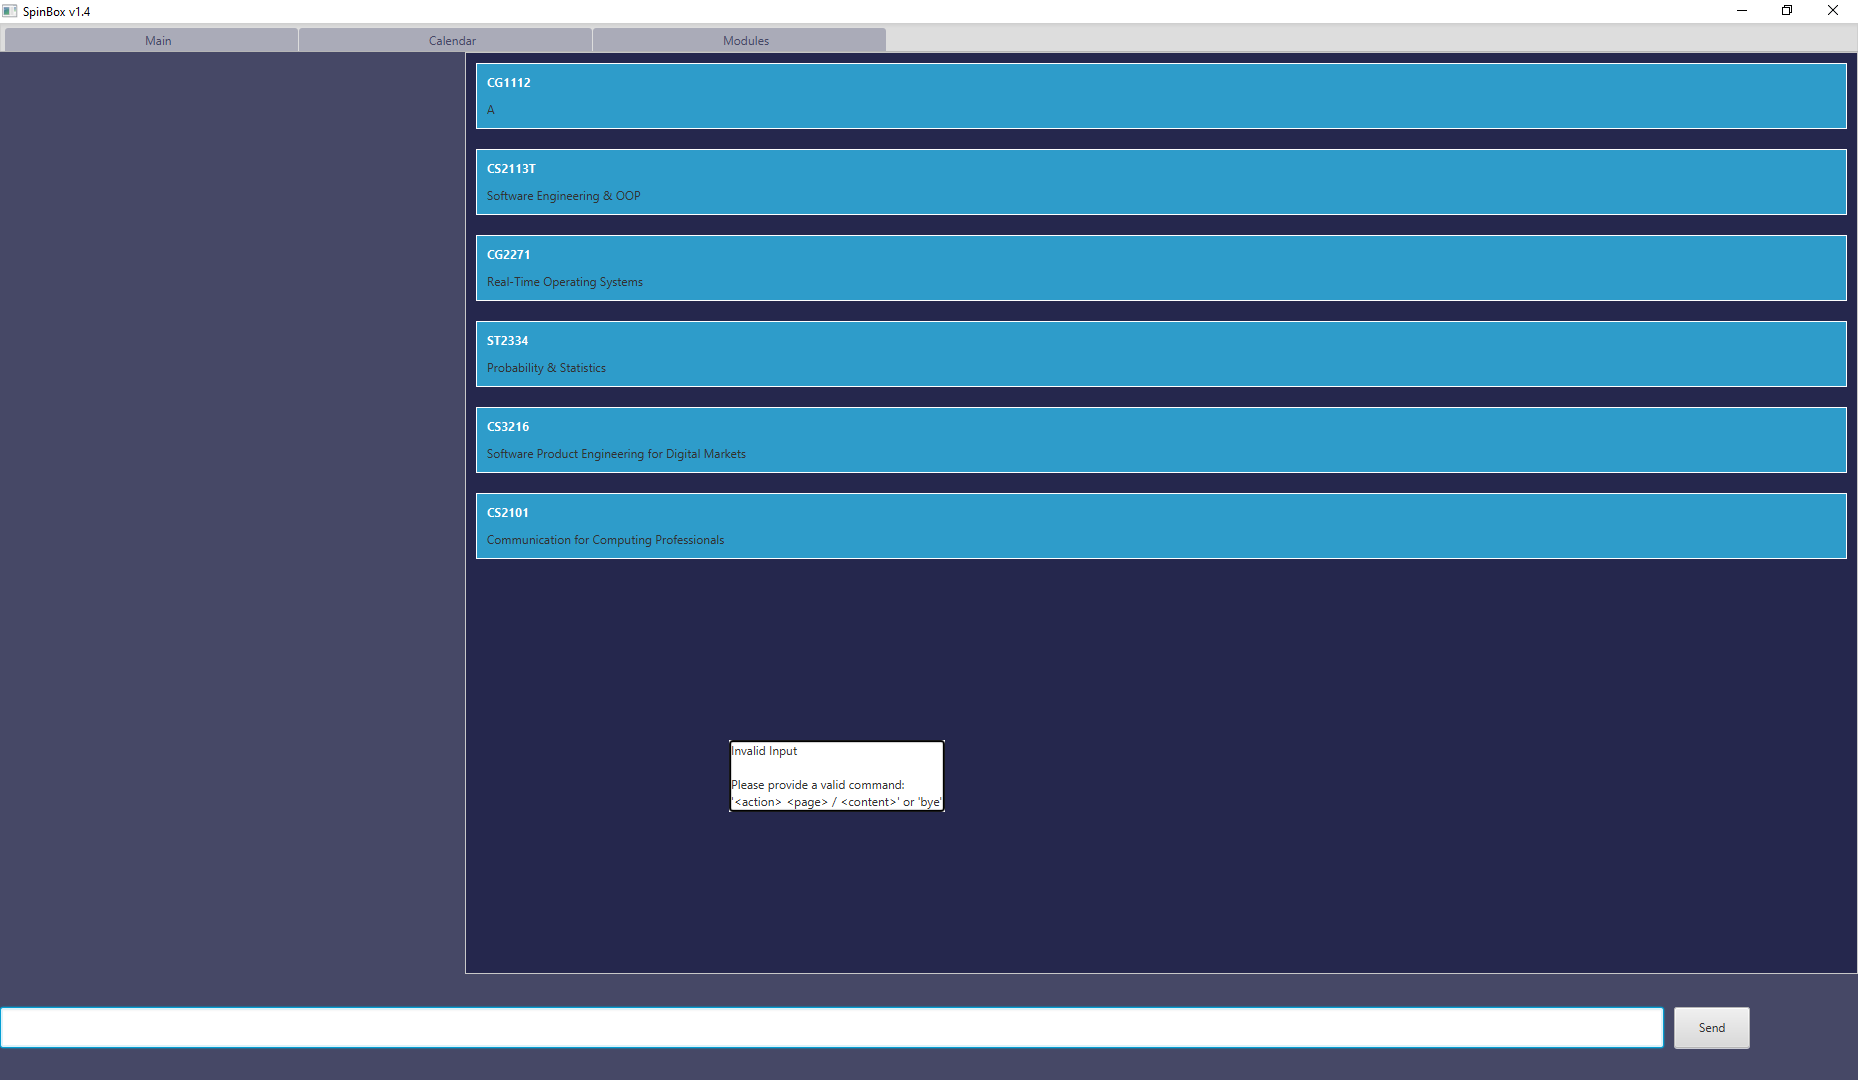 SpinBox v1.4
Main
Calendar
Modules
CG1112
A
CS2113T
Software Engineering & OOP
CG2271
Real-Time Operating Systems
ST2334
Probability & Statistics
CS3216
Software Product Engineering for Digital Markets
CS2101
Communication for Computing Professionals
Invalid Input
Please provide a valid command:
'<action> <page> / <content>' or 'bye'
Send